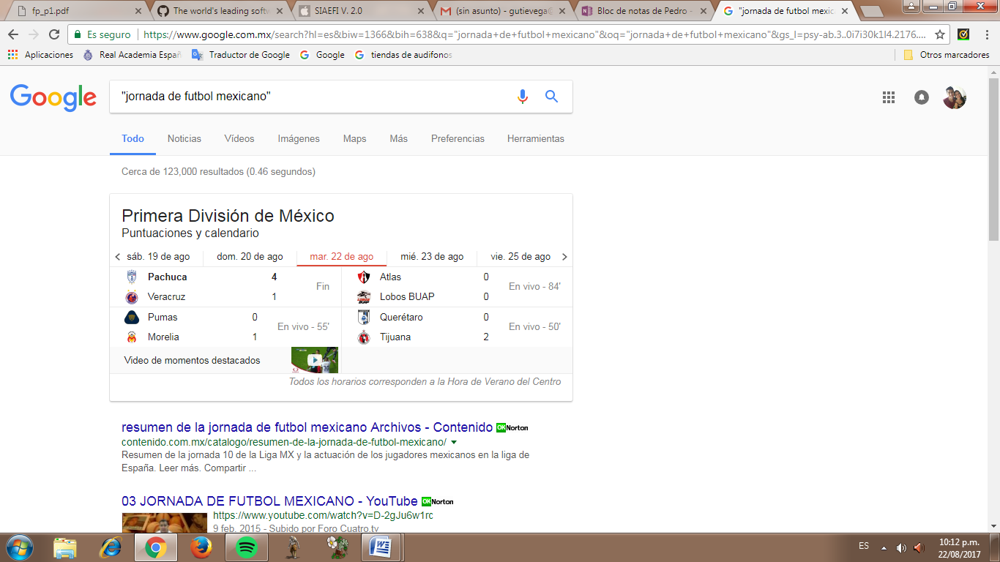 fp_p1.pdf
The world's leading softw
SIAEFI V. 2.0
(sin asunto) - gutievega@
Bloc de notas de Pedro -
"jornada de futbol mexic
Es seguro
https://www.google.com.mx/search?hl=es&biw=1366&bih=638&q="jornada+de+futbol+mexicano"&oq="jornada+de+futbol+mexicano"&gs_l=psy-ab.3..0i7i30k1l4.2176....
Aplicaciones
Real Academia Españ
Traductor de Google
Google
tiendas de audifonos
Otros marcadores
Google
"jornada de futbol mexicano"
Todo
Noticias
Vídeos
Imágenes
Maps
Más
Preferencias
Herramientas
Cerca de 123,000 resultados (0.46 segundos)
Primera División de México
Puntuaciones y calendario
sáb. 19 de ago
dom. 20 de ago
mar. 22 de ago
mié. 23 de ago
vie. 25 de ago
Pachuca 4
Veracruz 1
Fin
Atlas 0
Lobos BUAP 0
En vivo - 84'
Pumas 0
Morelia 1
En vivo - 55'
Querétaro 0
Tijuana 2
En vivo - 50'
Video de momentos destacados
Todos los horarios corresponden a la Hora de Verano del Centro
resumen de la jornada de futbol mexicano Archivos - Contenido
OK Norton
contenido.com.mx/catalogo/resumen-de-la-jornada-de-futbol-mexicano/
Resumen de la jornada 10 de la Liga MX y la actuación de los jugadores mexicanos en la liga de
España. Leer más. Compartir ...
03 JORNADA DE FUTBOL MEXICANO - YouTube
OK Norton
https://www.youtube.com/watch?v=D-2gJu6w1rc
9 feb. 2015 - Subido por Foro Cuatro.tv
ES
10:12 p.m.
22/08/2017